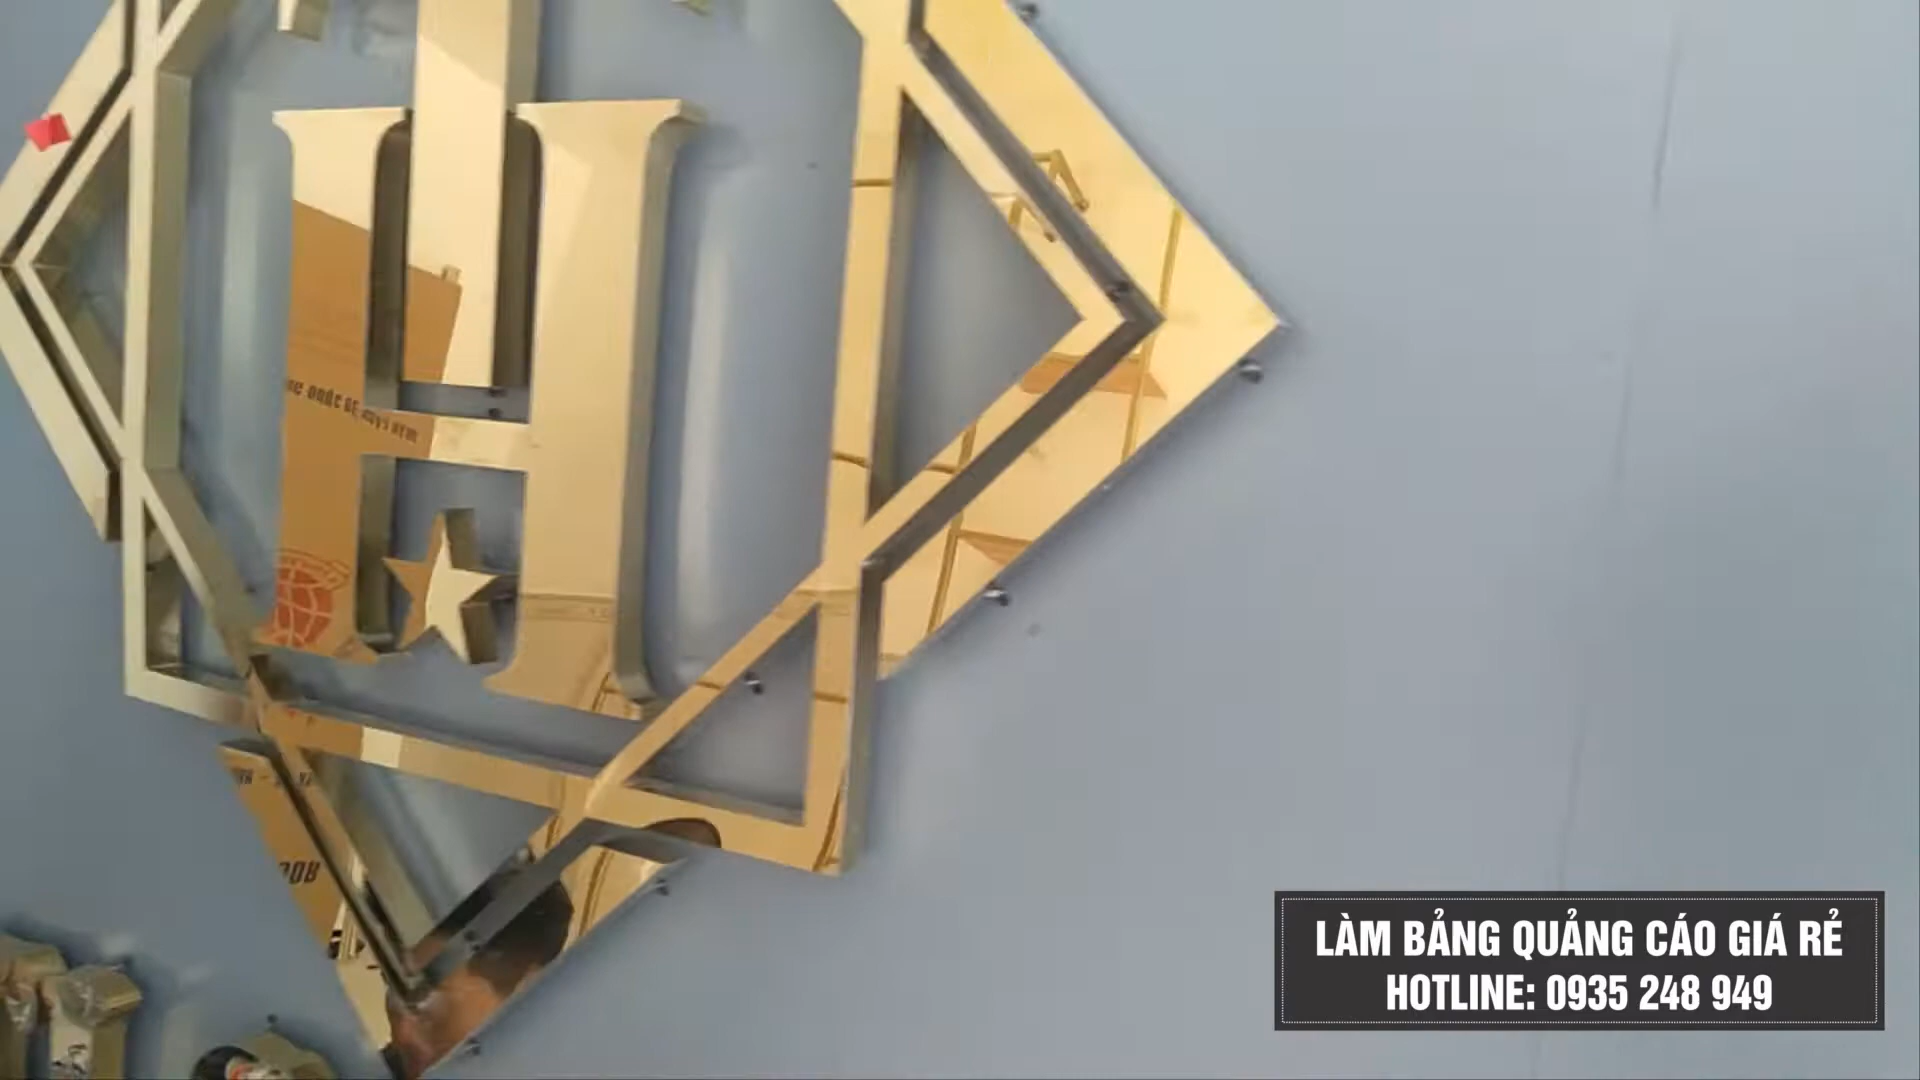 H
LÀM BẢNG QUẢNG CÁO GIÁ RẺ
HOTLINE: 0935 248 949